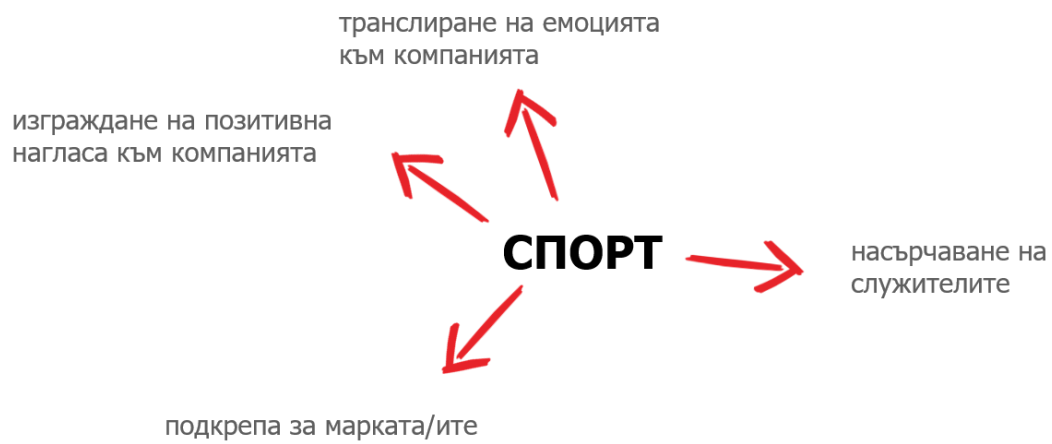 транслиране на емоцията
към компанията
изграждане на позитивна
нагласа към компанията
СПОРТ
насърчаване на
служителите
подкрепа за марката/ите